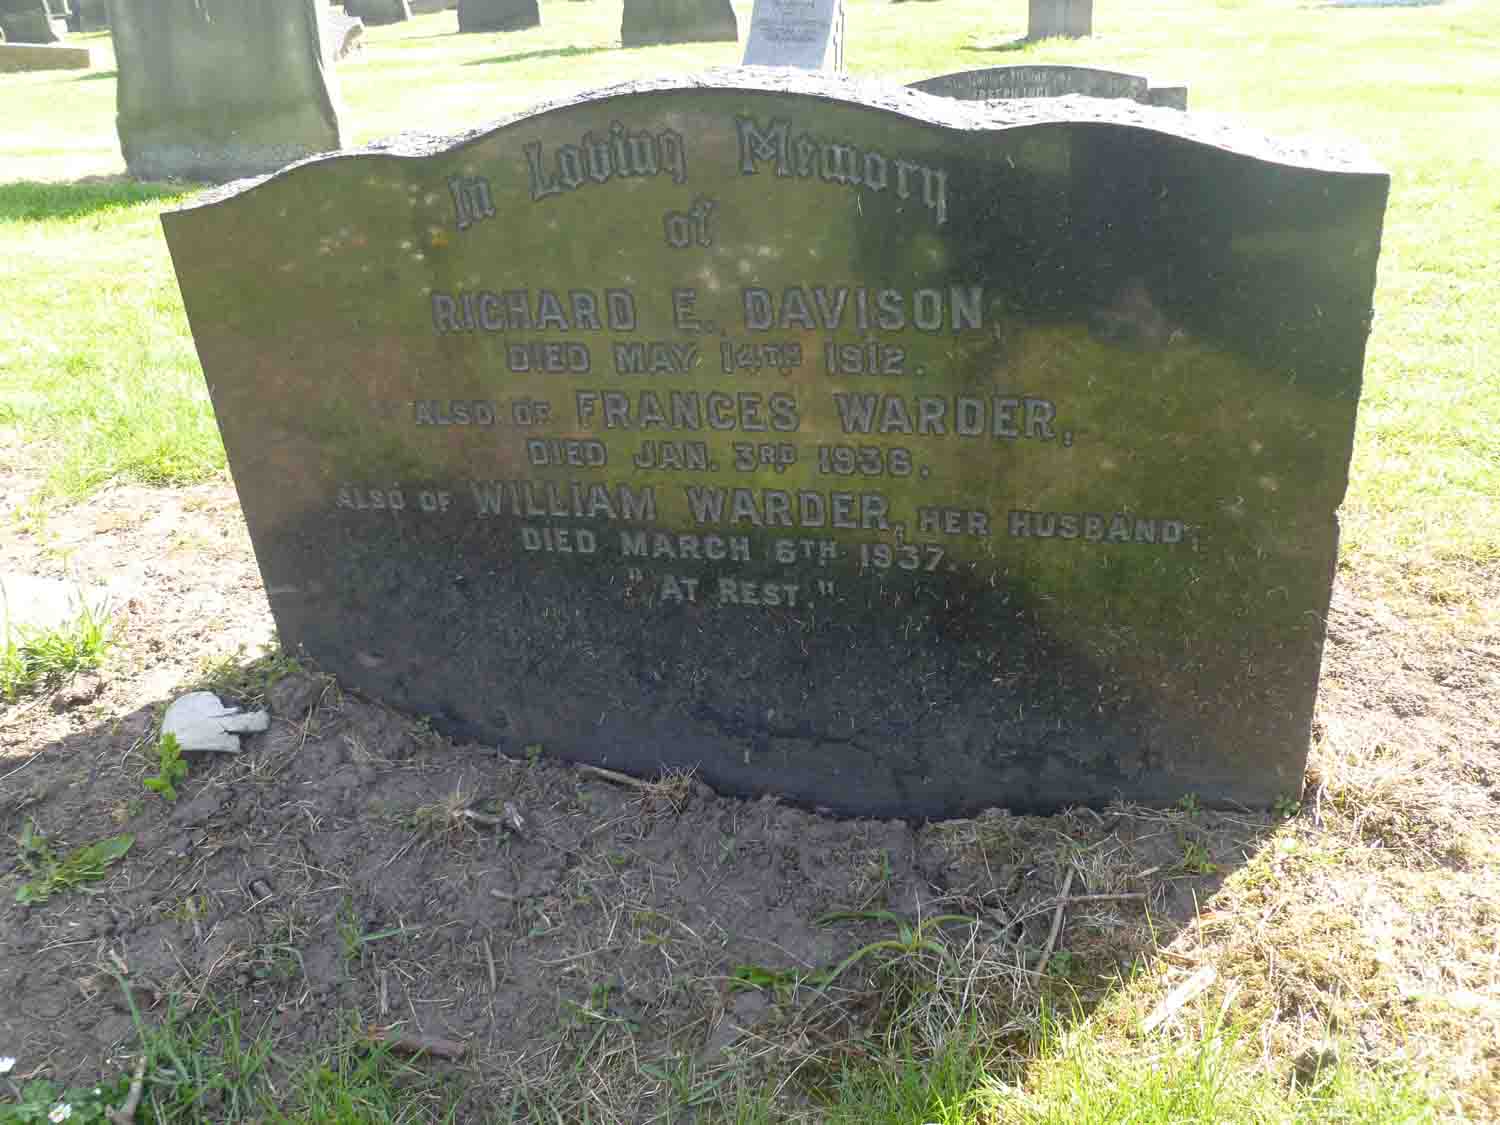 In Loving Memory
of
RICHARD E. DAVISON,
DIED MAY 14TH 1912.
ALSO OF FRANCES WARDER,
DIED JAN. 3RD 1936.
ALSO OF WILLIAM WARDER, HER HUSBAND,
DIED MARCH 6TH 1937.
"AT REST."